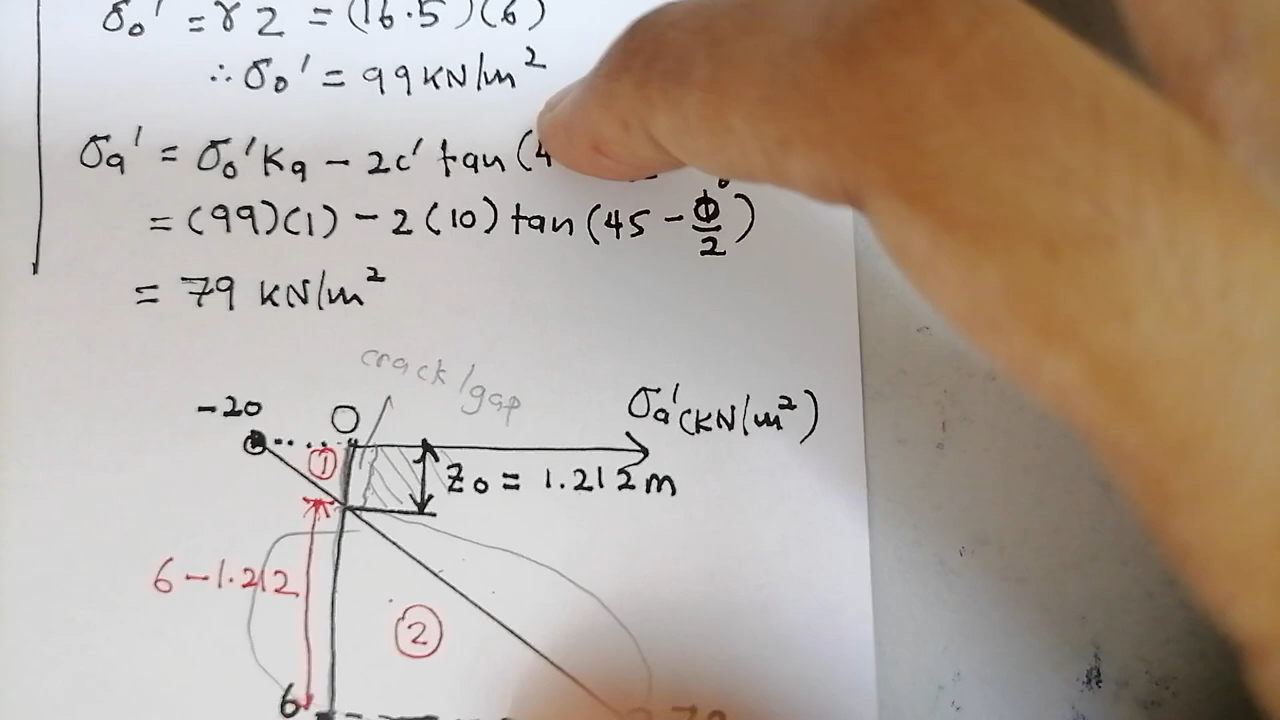 σo' = γz = (16.5)(6)
∴ σo' = 99 KN/m²
σa' = σo'Ka - 2c' tan (4
= (99)(1) - 2(10) tan (45 - Φ°/2)
= 79 KN/m²
crack/gap
-20 0 σa' (KN/m²)
① Zo = 1.212m
6-1.212
②
6